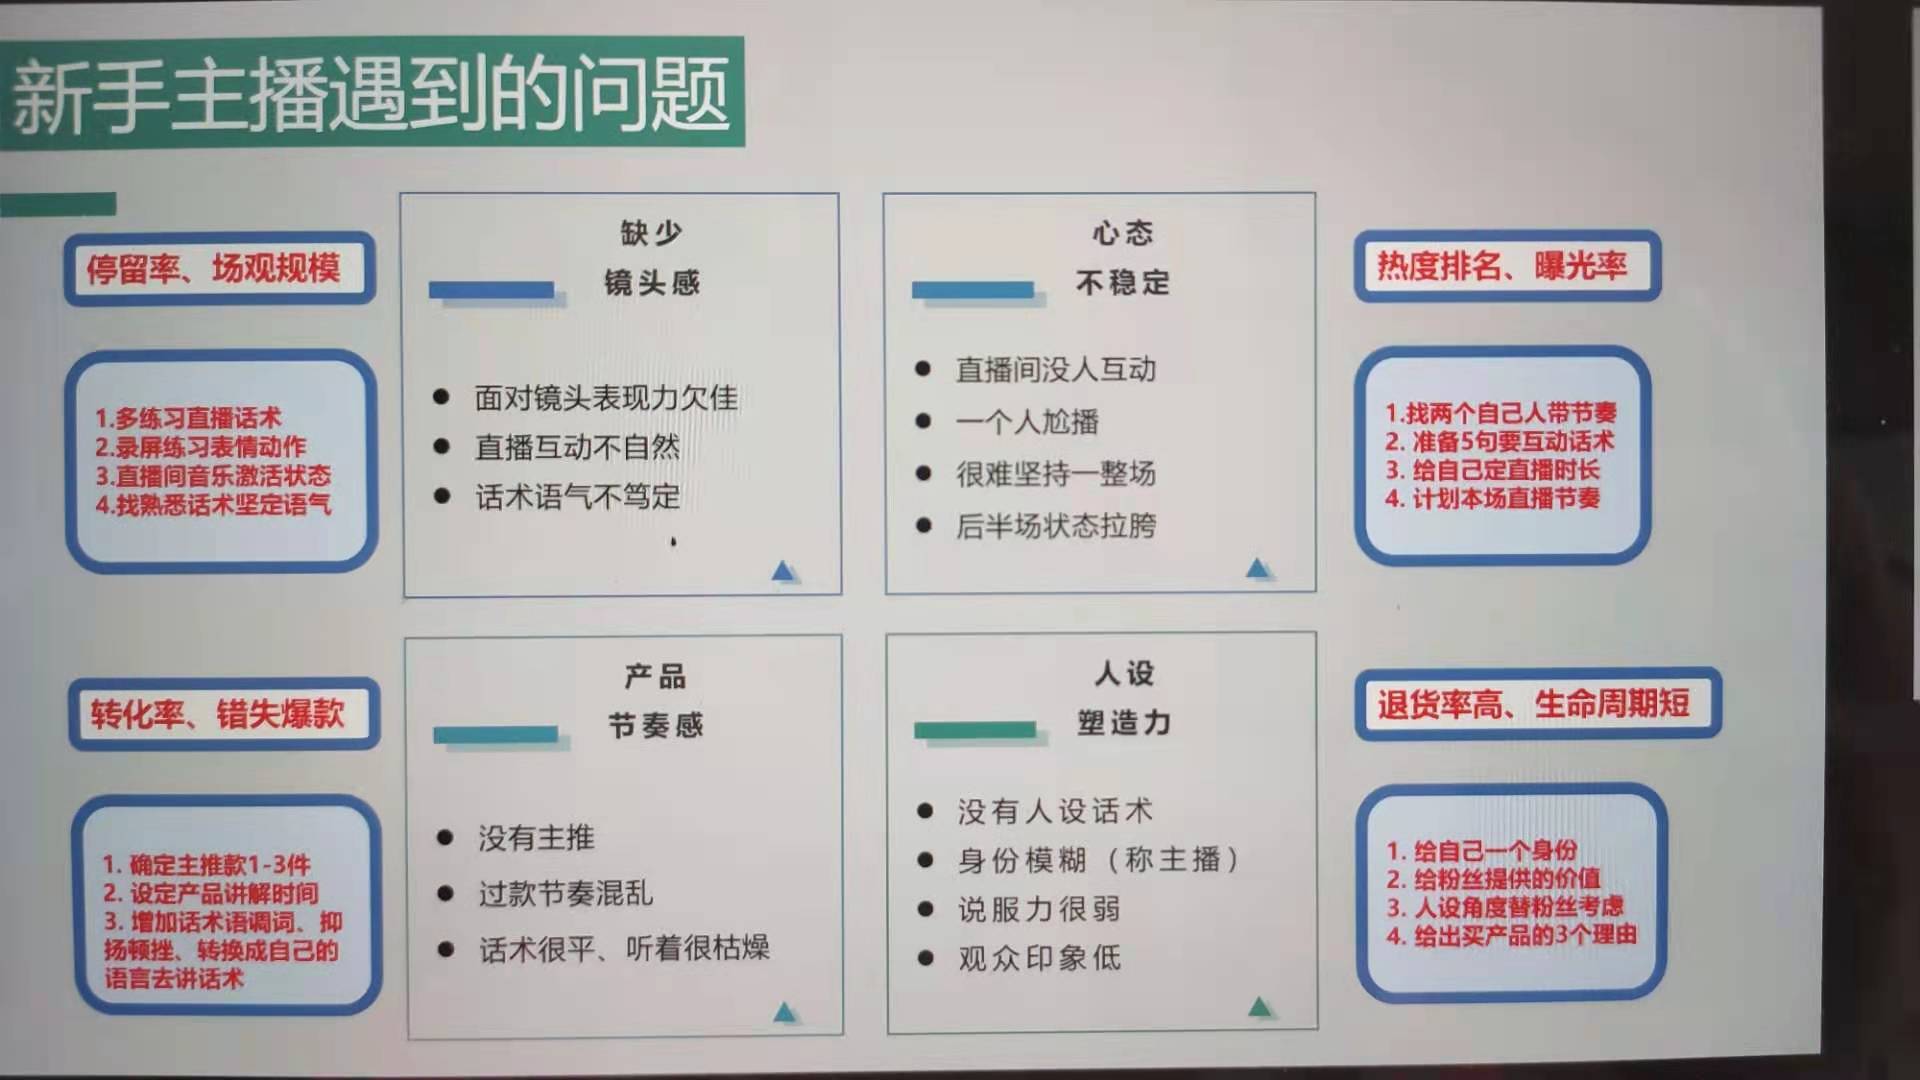 新手主播遇到的问题
停留率、场观规模
1.多练习直播话术
2.录屏练习表情动作
3.直播间音乐激活状态
4.找熟悉话术坚定语气
缺少
镜头感
面对镜头表现力欠佳
直播互动不自然
话术语气不笃定
心态
不稳定
直播间没人互动
一个人尬播
很难坚持一整场
后半场状态拉胯
热度排名、曝光率
1.找两个自己人带节奏
2. 准备5句要互动话术
3. 给自己定直播时长
4. 计划本场直播节奏
转化率、错失爆款
1. 确定主推款1-3件
2. 设定产品讲解时间
3. 增加话术语调词、抑
扬顿挫、转换成自己的
语言去讲话术
产品
节奏感
没有主推
过款节奏混乱
话术很平、听着很枯燥
人设
塑造力
没有人设话术
身份模糊（称主播）
说服力很弱
观众印象低
退货率高、生命周期短
1. 给自己一个身份
2. 给粉丝提供的价值
3. 人设角度替粉丝考虑
4. 给出买产品的3个理由